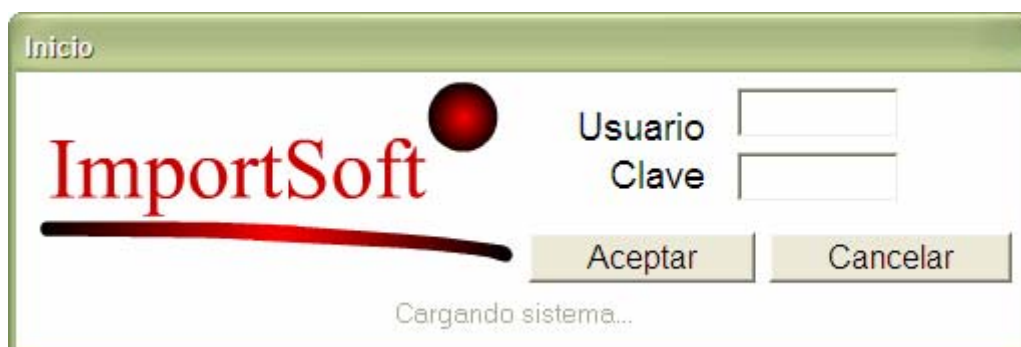 Inicio
ImportSoft
Usuario
Clave
Aceptar
Cancelar
Cargando sistema...